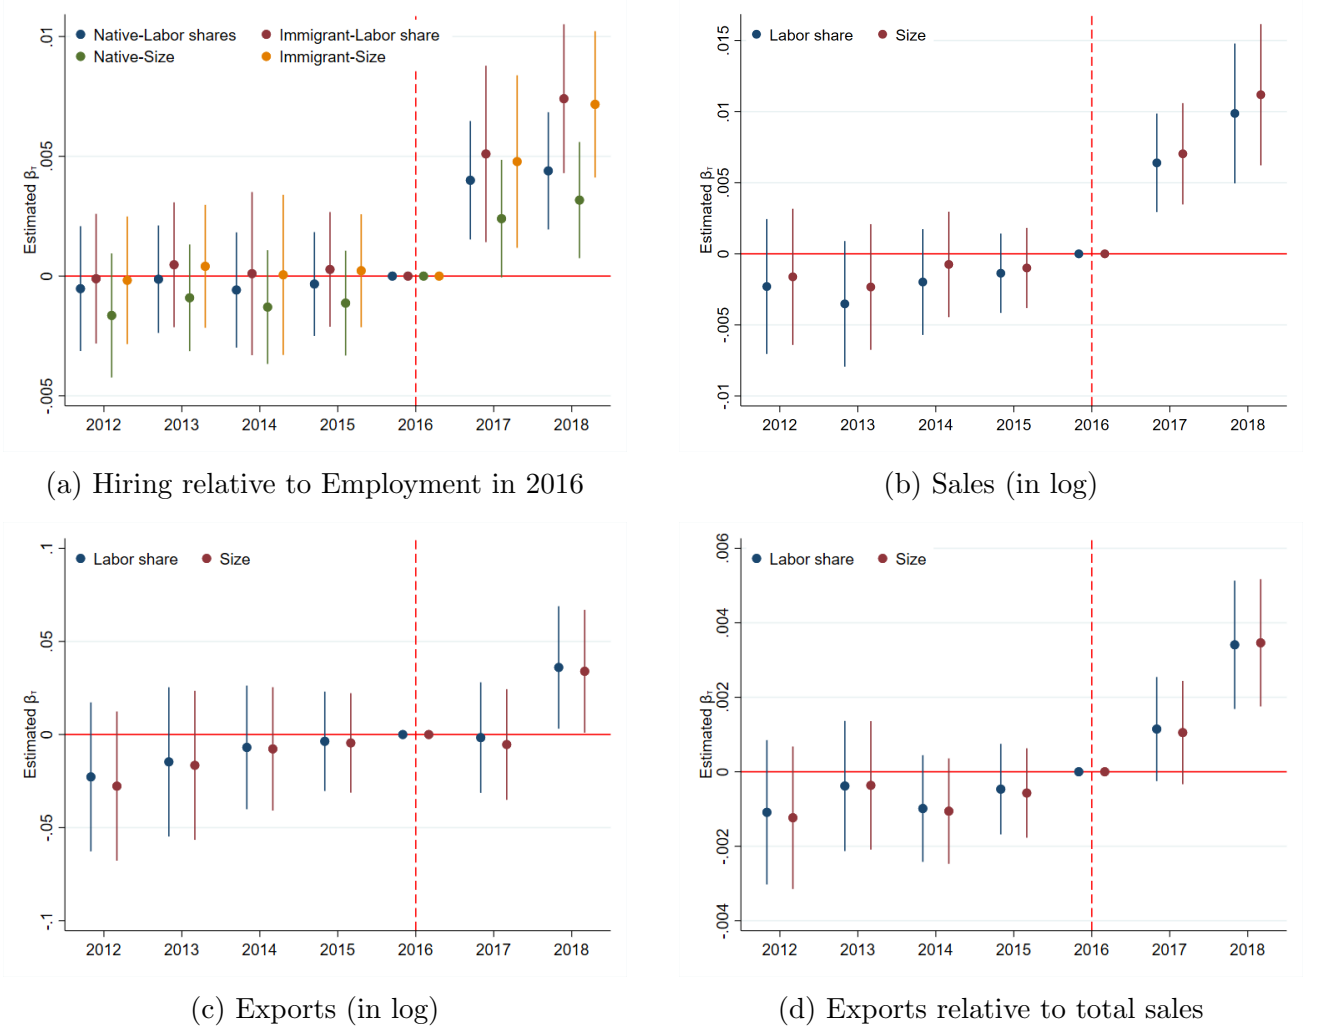 Native-Labor shares Immigrant-Labor share
Native-Size Immigrant-Size
Estimated βτ
.01
.005
0
-.005
2012 2013 2014 2015 2016 2017 2018
(a) Hiring relative to Employment in 2016
Labor share Size
Estimated βτ
.015
.01
.005
0
-.005
-.01
2012 2013 2014 2015 2016 2017 2018
(b) Sales (in log)
Labor share Size
Estimated βτ
.1
.05
0
-.05
-.1
2012 2013 2014 2015 2016 2017 2018
(c) Exports (in log)
Labor share Size
Estimated βτ
.006
.004
.002
0
-.002
-.004
2012 2013 2014 2015 2016 2017 2018
(d) Exports relative to total sales